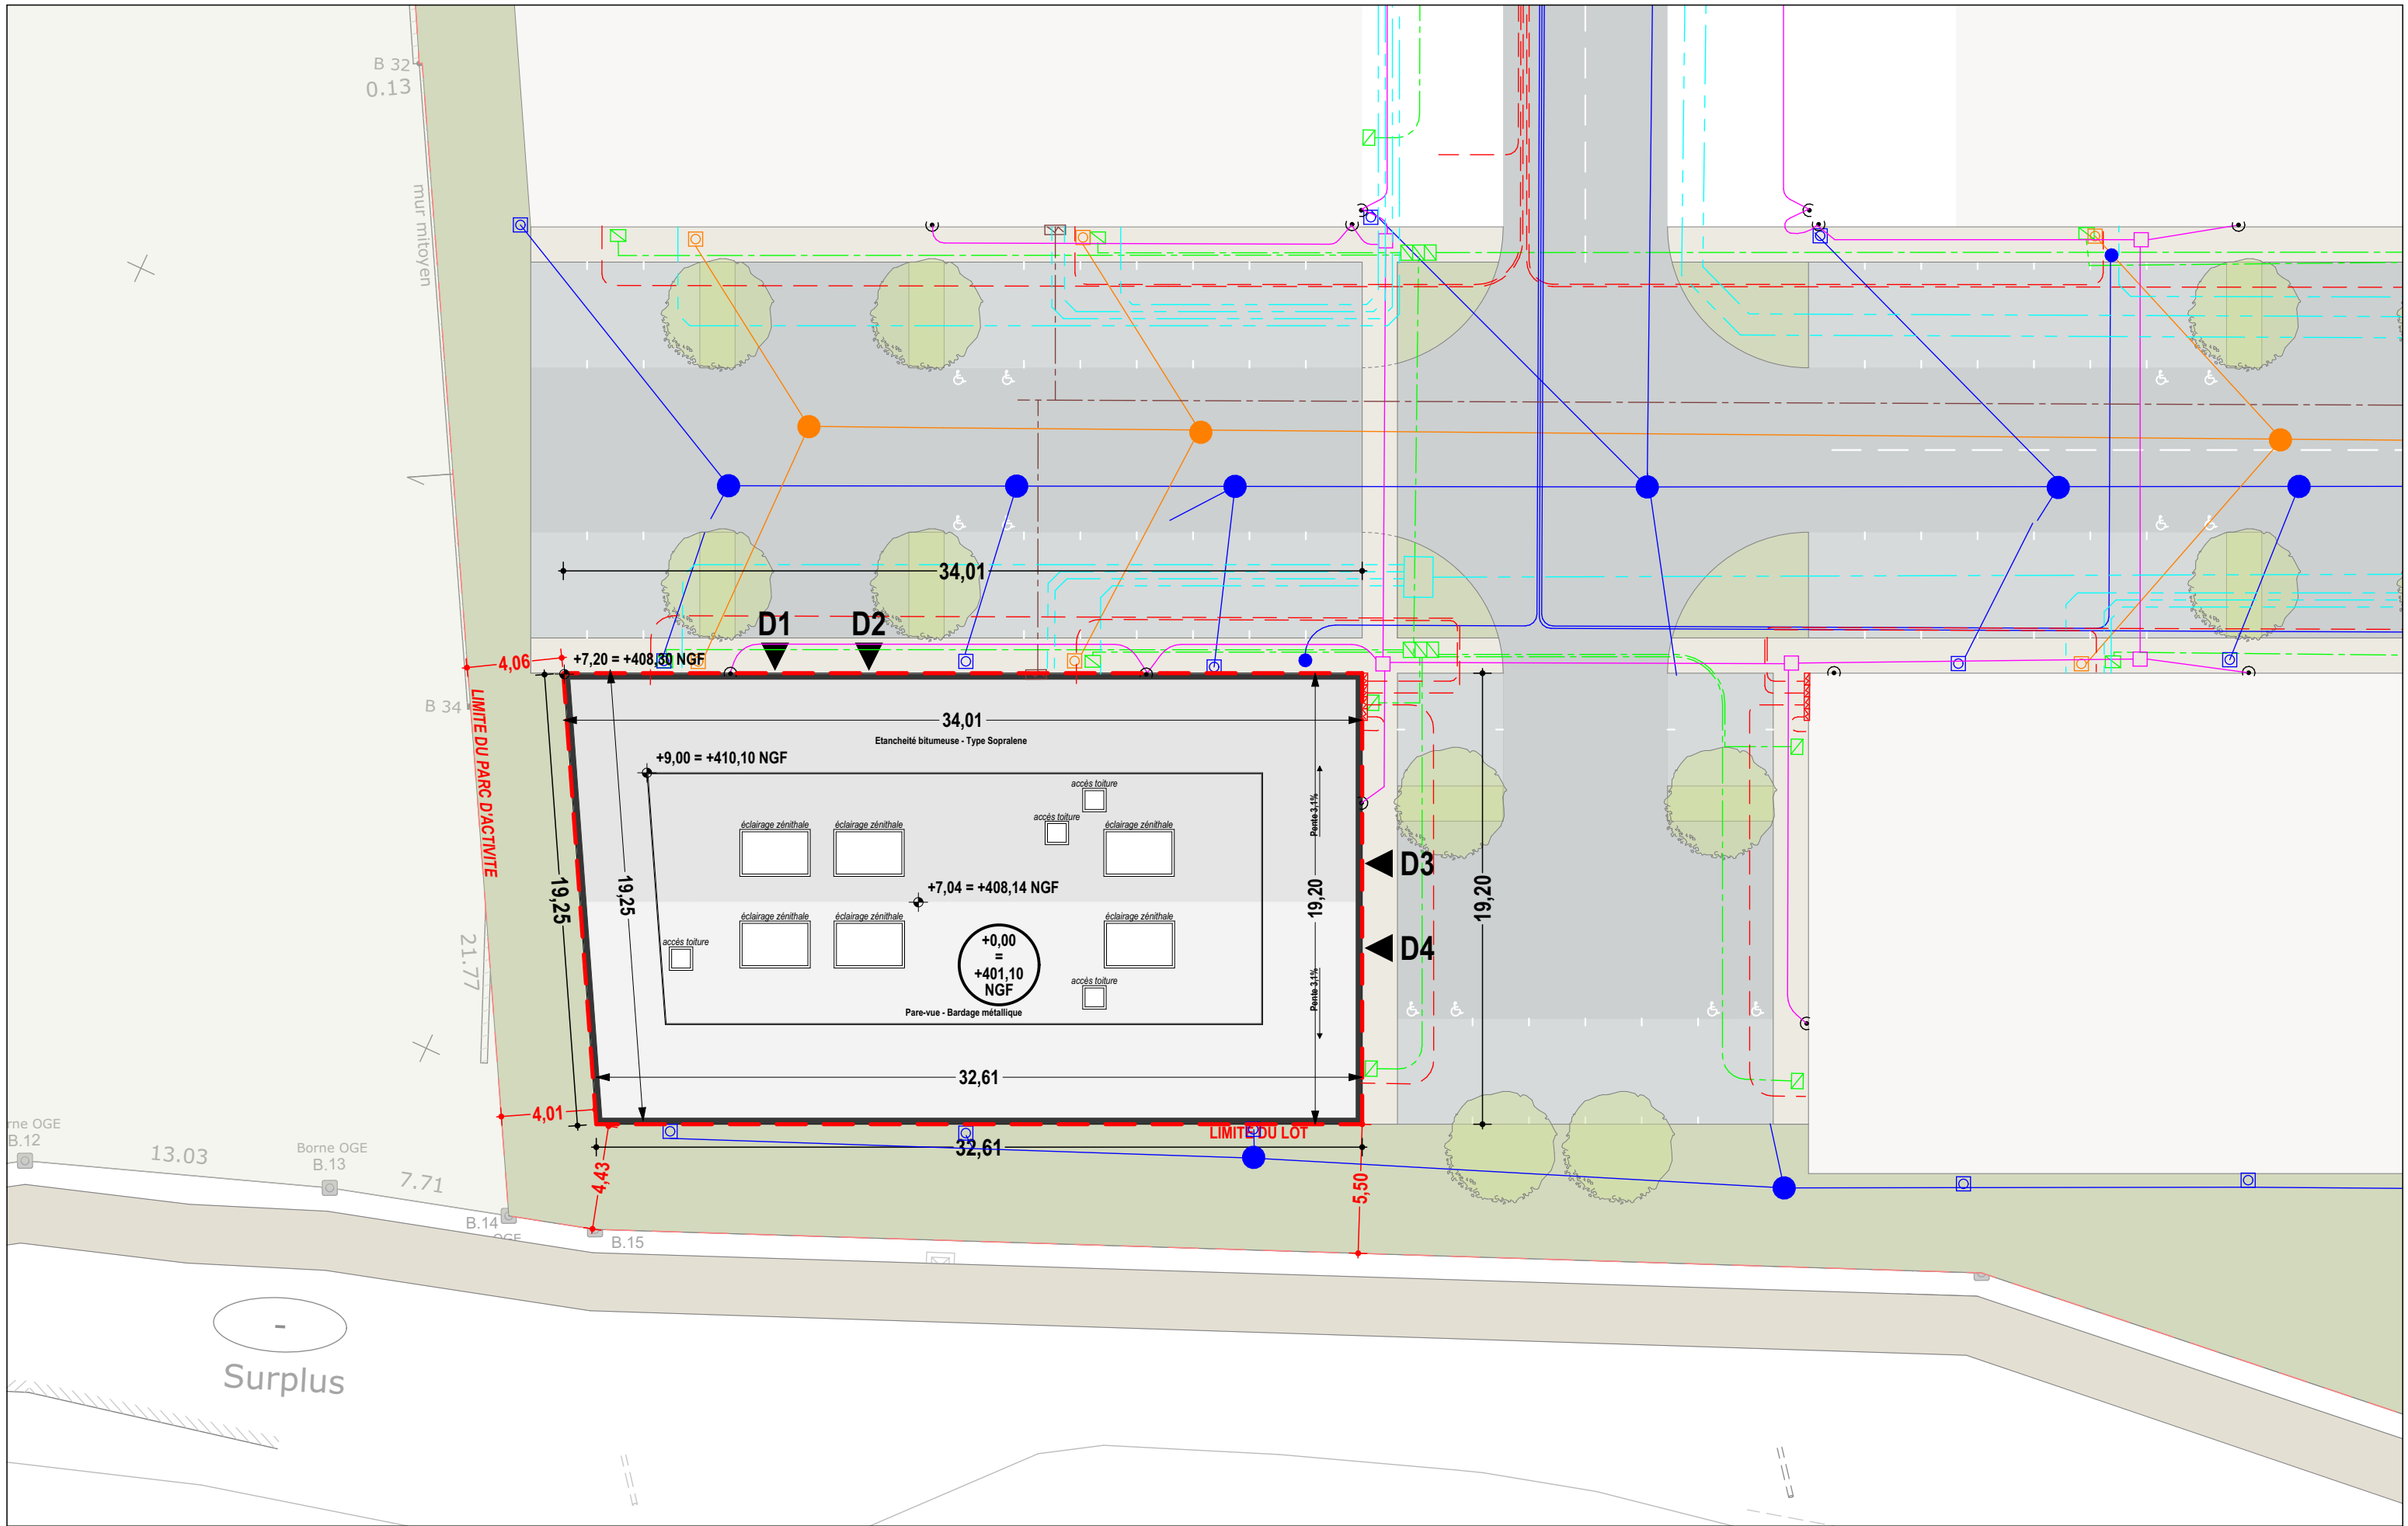 B 32
0.13
mur mitoyen
34,01
D1
D2
4,06
+7,20 = +408,30 NGF
B 34
LIMITE DU PARC D'ACTIVITE
34,01
Etancheité bitumeuse - Type Sopralene
+9,00 = +410,10 NGF
accès toiture
accès toiture
éclairage zénithale
éclairage zénithale
éclairage zénithale
Pente 3,1%
D3
19,25
19,25
+7,04 = +408,14 NGF
19,20
19,20
éclairage zénithale
éclairage zénithale
éclairage zénithale
+0,00
=
+401,10
NGF
accès toiture
D4
21.77
accès toiture
Pente 3,1%
Pare-vue - Bardage métallique
32,61
4,01
LIMITE DU LOT
32,61
4,43
5,50
rne OGE
B.12
13.03
Borne OGE
B.13
7.71
B.14
OGE
B.15
-
Surplus